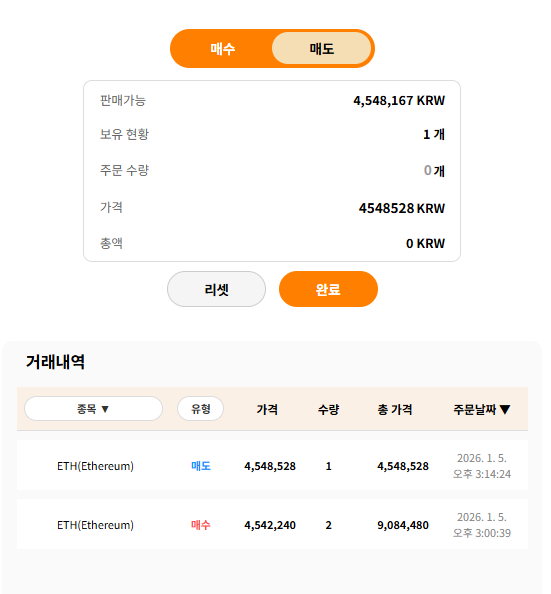 매수 매도
판매가능 4,548,167 KRW
보유 현황 1 개
주문 수량 0 개
가격 4548528 KRW
총액 0 KRW
리셋 완료
거래내역
종목 ▼ 유형 가격 수량 총 가격 주문날짜 ▼
ETH(Ethereum) 매도 4,548,528 1 4,548,528 2026. 1. 5.
오후 3:14:24
ETH(Ethereum) 매수 4,542,240 2 9,084,480 2026. 1. 5.
오후 3:00:39